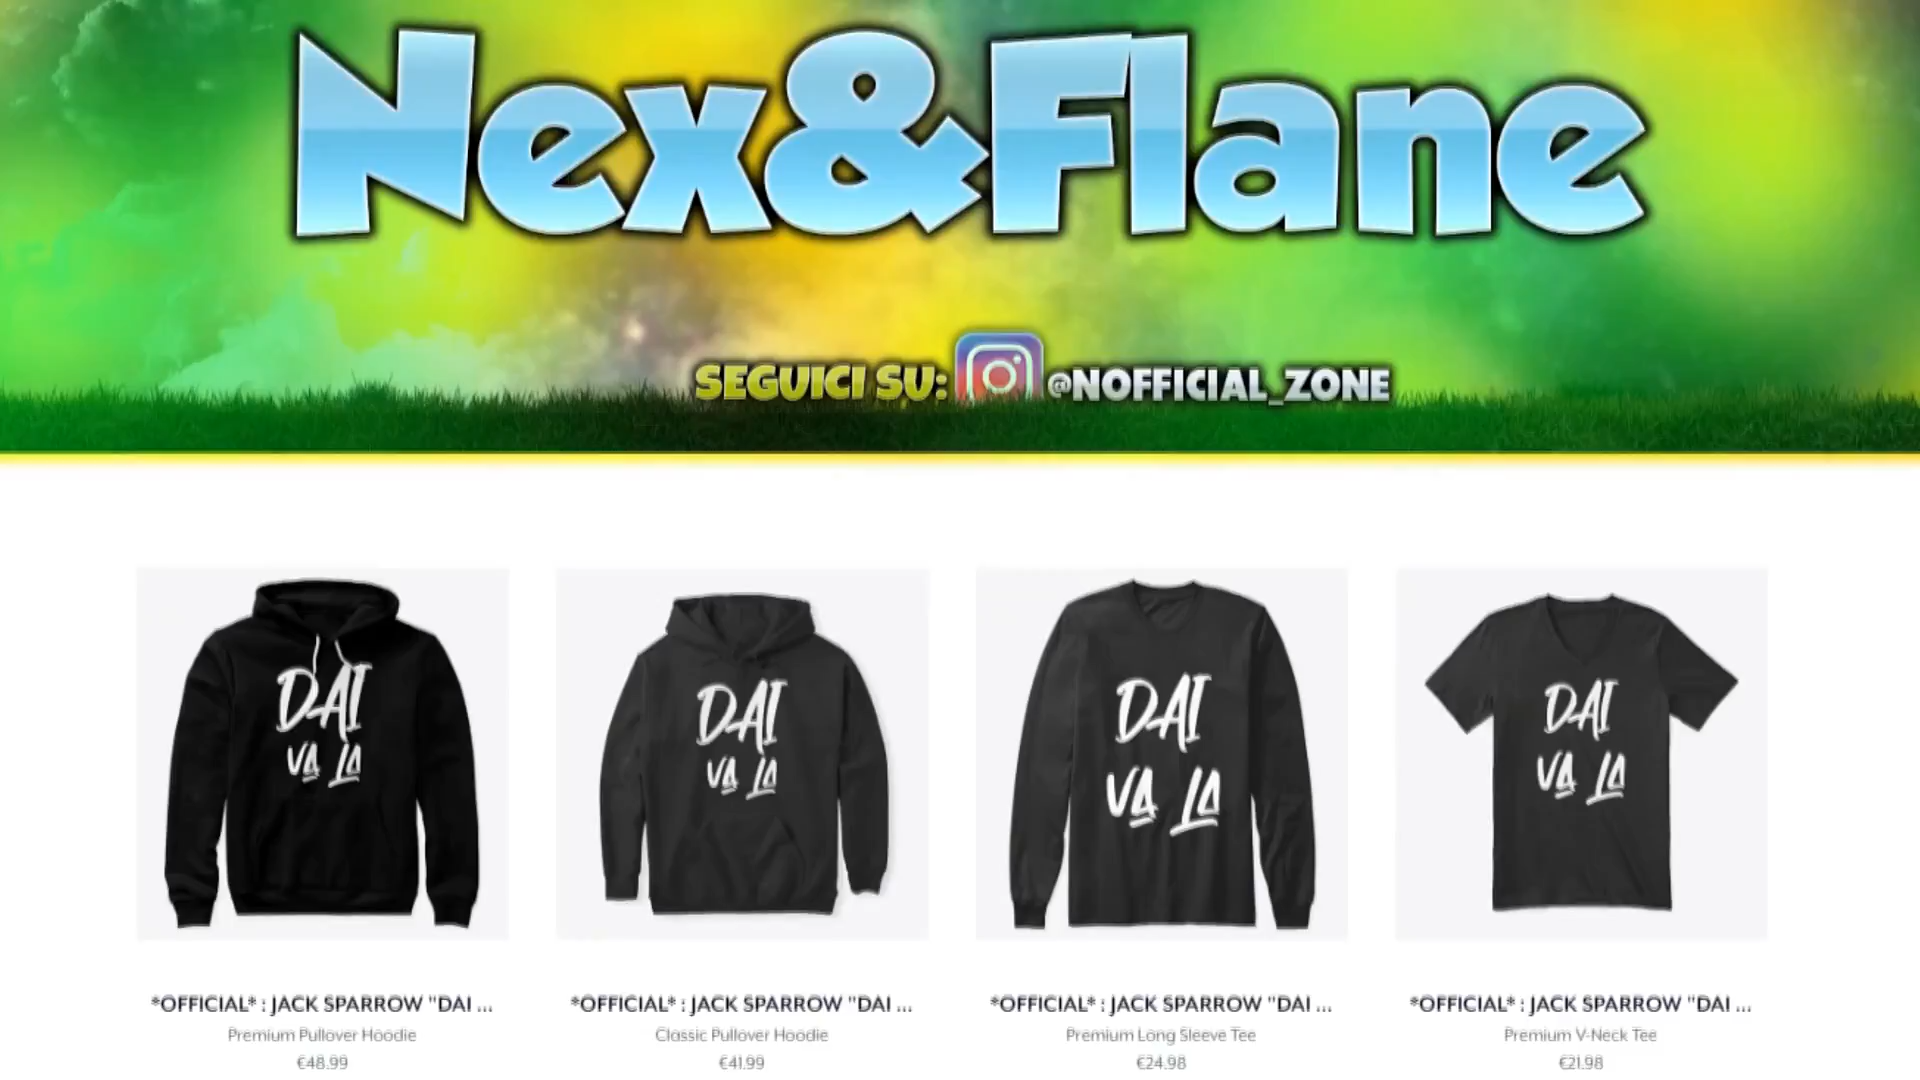 Nex&Flane
SEGUICI SU: @NOFFICIAL_ZONE
DAI
VA LA
DAI
VA LA
DAI
VA LA
DAI
VA LA
*OFFICIAL* : JACK SPARROW "DAI ...
Premium Pullover Hoodie
€48.99
*OFFICIAL* : JACK SPARROW "DAI ...
Classic Pullover Hoodie
€41.99
*OFFICIAL* : JACK SPARROW "DAI ...
Premium Long Sleeve Tee
€24.98
*OFFICIAL* : JACK SPARROW "DAI ...
Premium V-Neck Tee
€21.98